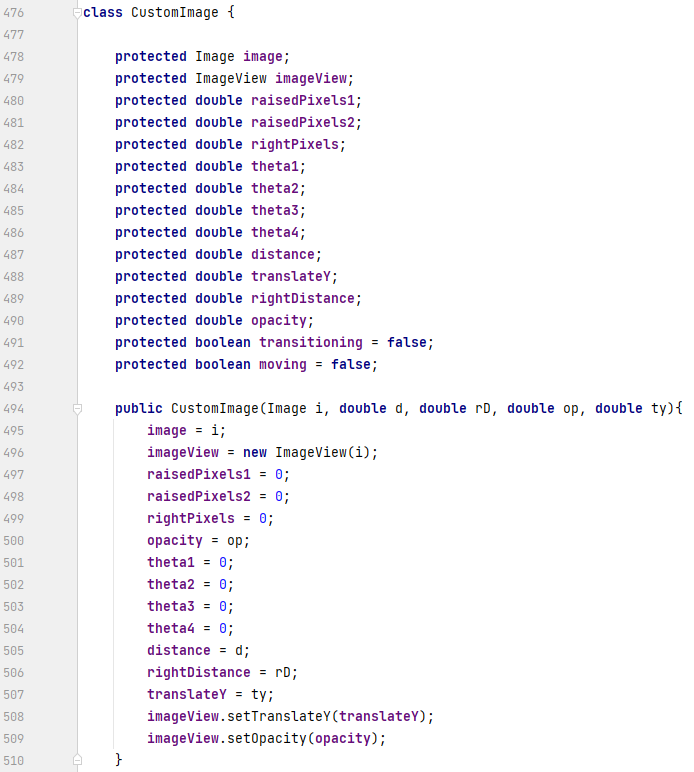 476 class CustomImage {
477
478 protected Image image;
479 protected ImageView imageView;
480 protected double raisedPixels1;
481 protected double raisedPixels2;
482 protected double rightPixels;
483 protected double theta1;
484 protected double theta2;
485 protected double theta3;
486 protected double theta4;
487 protected double distance;
488 protected double translateY;
489 protected double rightDistance;
490 protected double opacity;
491 protected boolean transitioning = false;
492 protected boolean moving = false;
493
494 public CustomImage(Image i, double d, double rD, double op, double ty){
495 image = i;
496 imageView = new ImageView(i);
497 raisedPixels1 = 0;
498 raisedPixels2 = 0;
499 rightPixels = 0;
500 opacity = op;
501 theta1 = 0;
502 theta2 = 0;
503 theta3 = 0;
504 theta4 = 0;
505 distance = d;
506 rightDistance = rD;
507 translateY = ty;
508 imageView.setTranslateY(translateY);
509 imageView.setOpacity(opacity);
510 }